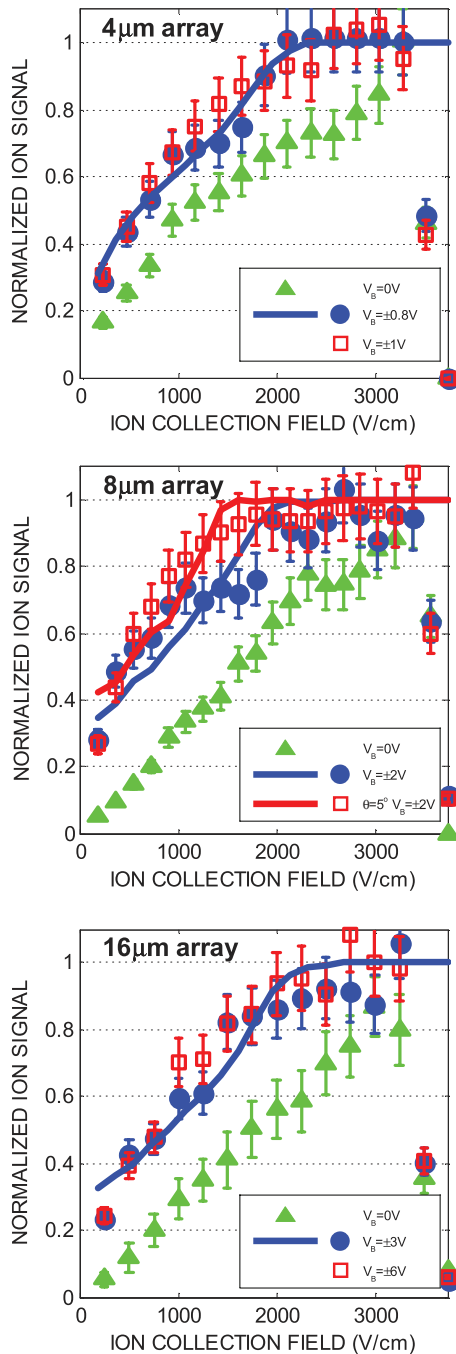 4μm array
NORMALIZED ION SIGNAL
1
0.8
0.6
0.4
0.2
0
V_B=0V
V_B=±0.8V
V_B=±1V
0 1000 2000 3000
ION COLLECTION FIELD (V/cm)
8μm array
NORMALIZED ION SIGNAL
1
0.8
0.6
0.4
0.2
0
V_B=0V
V_B=±2V
θ=5° V_B=±2V
0 1000 2000 3000
ION COLLECTION FIELD (V/cm)
16μm array
NORMALIZED ION SIGNAL
1
0.8
0.6
0.4
0.2
0
V_B=0V
V_B=±3V
V_B=±6V
0 1000 2000 3000
ION COLLECTION FIELD (V/cm)